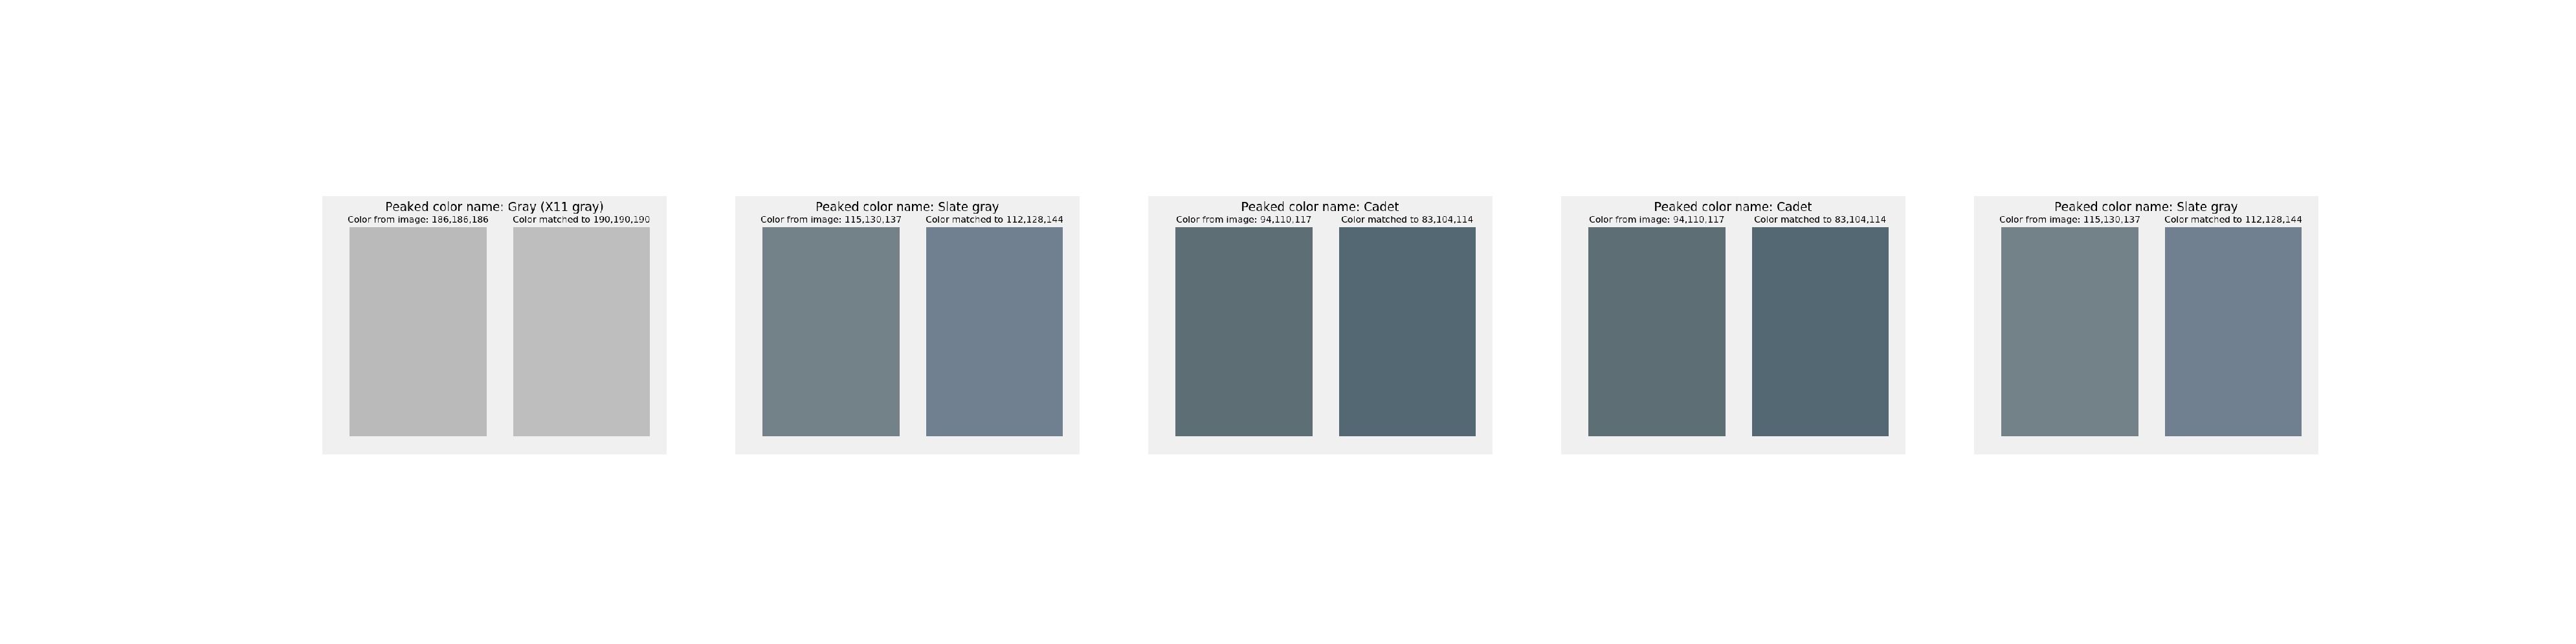 Peaked color name: Gray (X11 gray)
Color from image: 186,186,186 Color matched to 190,190,190
Peaked color name: Slate gray
Color from image: 115,130,137 Color matched to 112,128,144
Peaked color name: Cadet
Color from image: 94,110,117 Color matched to 83,104,114
Peaked color name: Cadet
Color from image: 94,110,117 Color matched to 83,104,114
Peaked color name: Slate gray
Color from image: 115,130,137 Color matched to 112,128,144